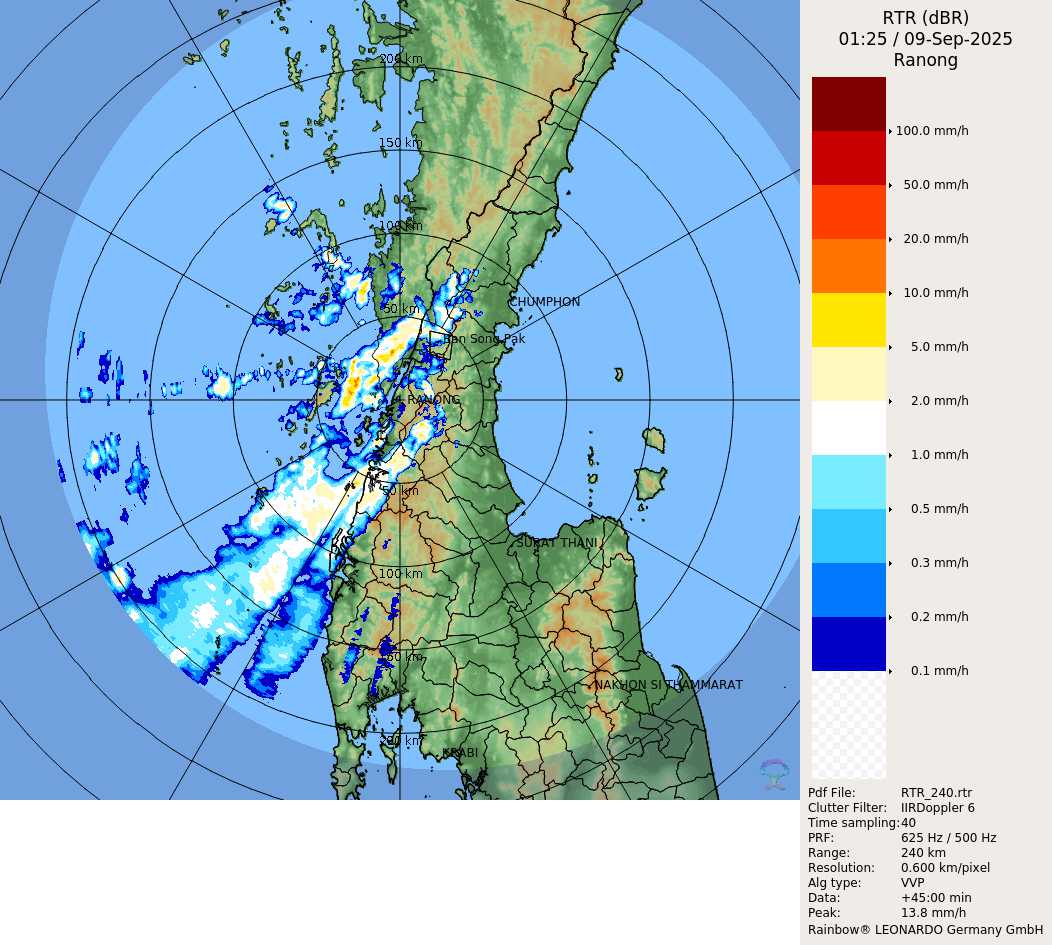 RTR (dBR)
01:25 / 09-Sep-2025
Ranong
100.0 mm/h
50.0 mm/h
20.0 mm/h
10.0 mm/h
5.0 mm/h
2.0 mm/h
1.0 mm/h
0.5 mm/h
0.3 mm/h
0.2 mm/h
0.1 mm/h
200 km
150 km
100 km
50 km
CHUMPHON
Ban Song Pak
RANONG
50 km
SURAT THANI
100 km
150 km
NAKHON SI THAMMARAT
200 km
KRABI
Pdf File: RTR_240.rtr
Clutter Filter: IIRDoppler 6
Time sampling: 40
PRF: 625 Hz / 500 Hz
Range: 240 km
Resolution: 0.600 km/pixel
Alg type: VVP
Data: +45:00 min
Peak: 13.8 mm/h
Rainbow® LEONARDO Germany GmbH